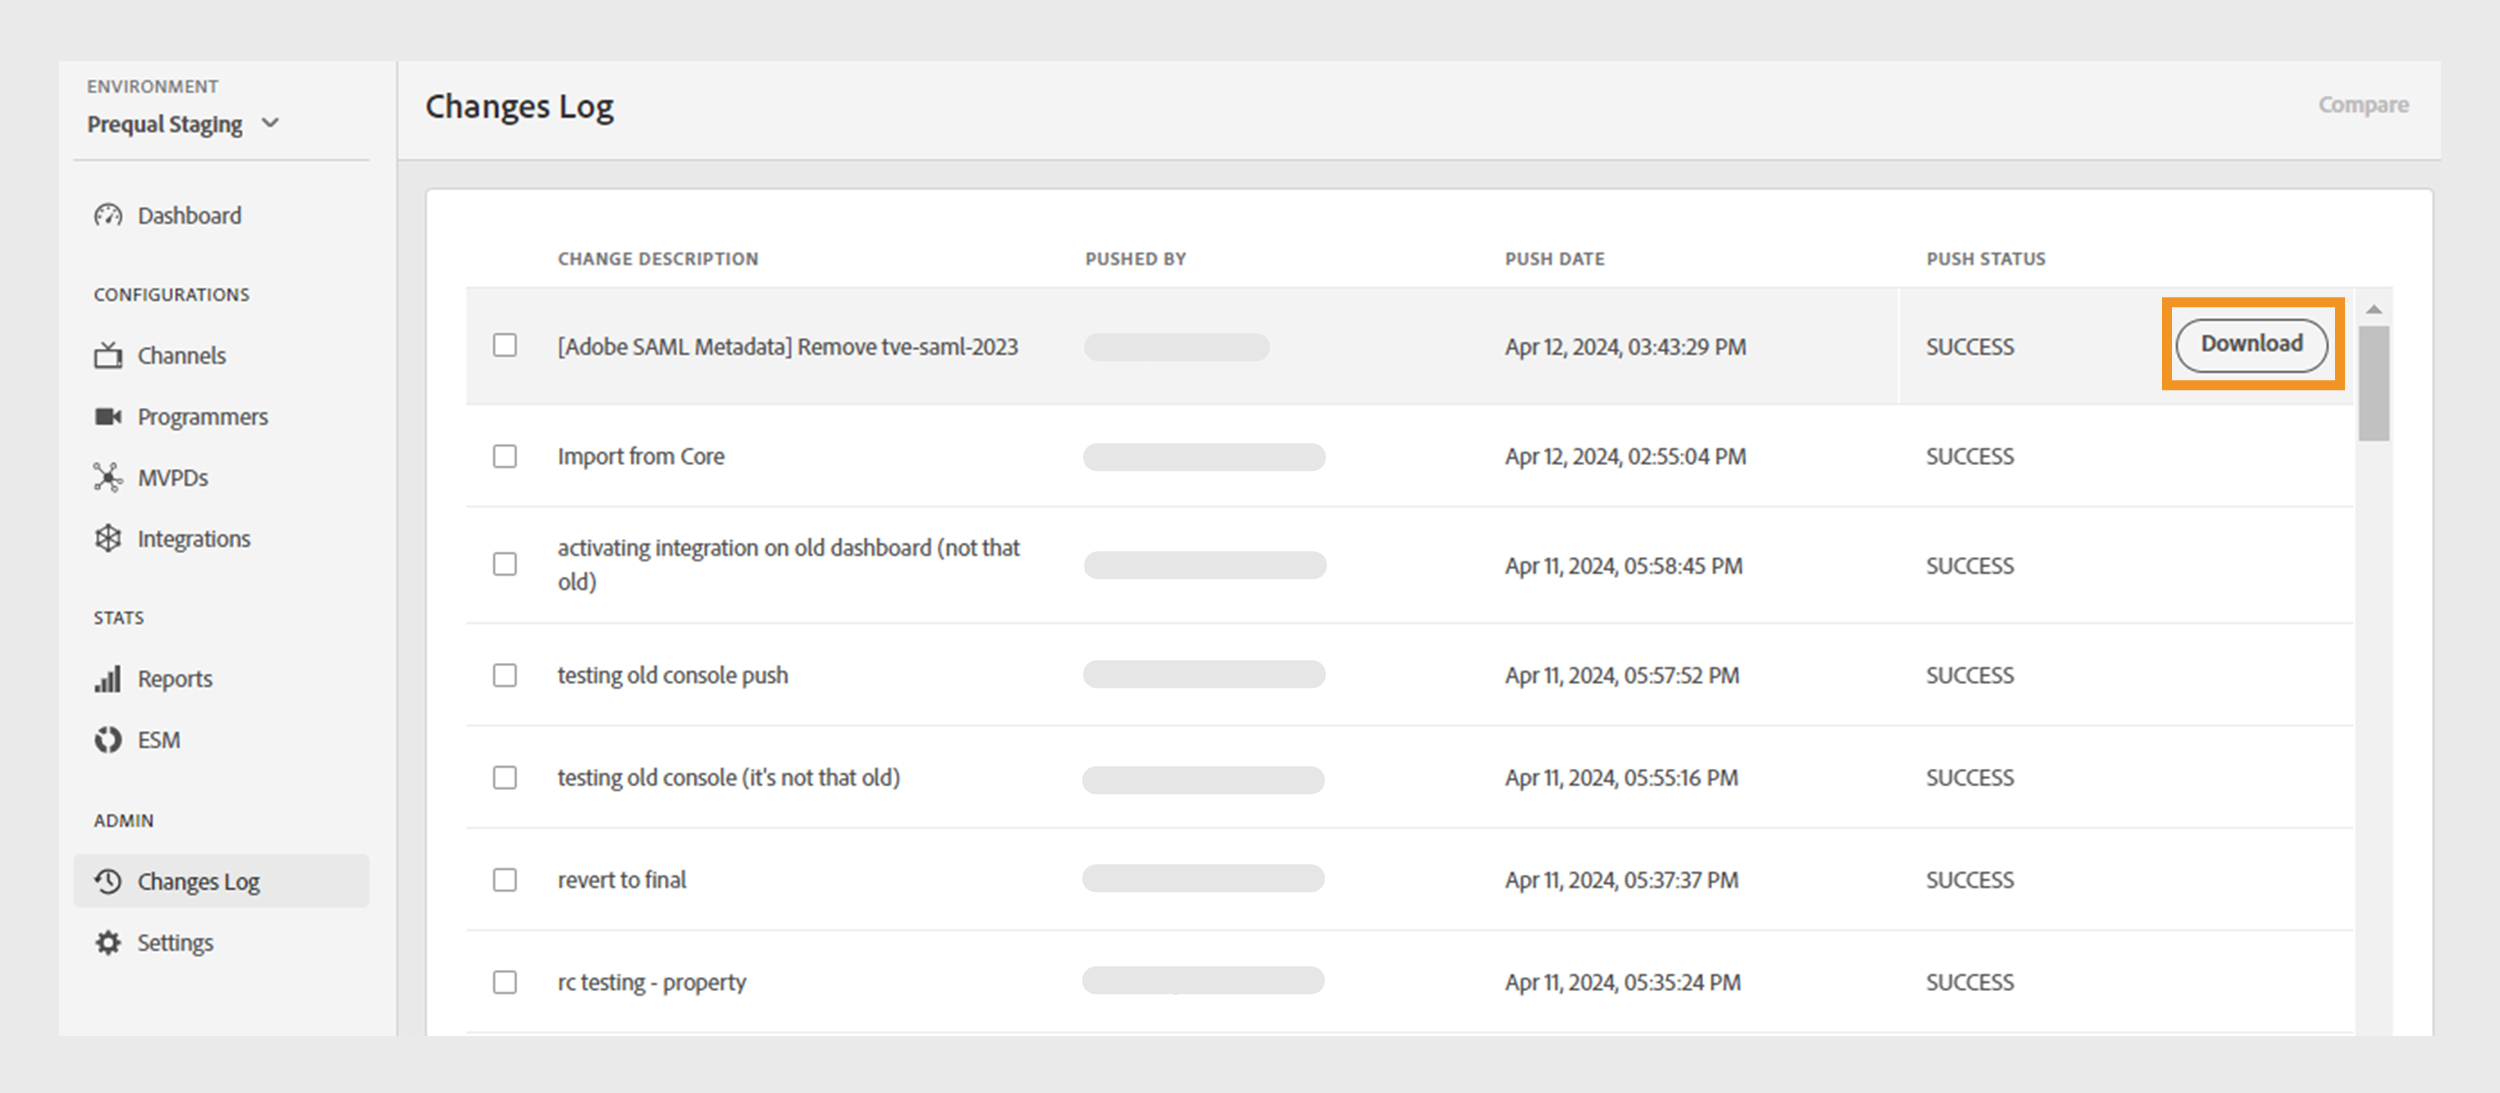 ENVIRONMENT
Prequal Staging
Dashboard
CONFIGURATIONS
Channels
Programmers
MVPDs
Integrations
STATS
Reports
ESM
ADMIN
Changes Log
Settings
Changes Log
Compare
CHANGE DESCRIPTION PUSHED BY PUSH DATE PUSH STATUS
[Adobe SAML Metadata] Remove tve-saml-2023 Apr 12, 2024, 03:43:29 PM SUCCESS Download
Import from Core Apr 12, 2024, 02:55:04 PM SUCCESS
activating integration on old dashboard (not that
old) Apr 11, 2024, 05:58:45 PM SUCCESS
testing old console push Apr 11, 2024, 05:57:52 PM SUCCESS
testing old console (it's not that old) Apr 11, 2024, 05:55:16 PM SUCCESS
revert to final Apr 11, 2024, 05:37:37 PM SUCCESS
rc testing - property Apr 11, 2024, 05:35:24 PM SUCCESS